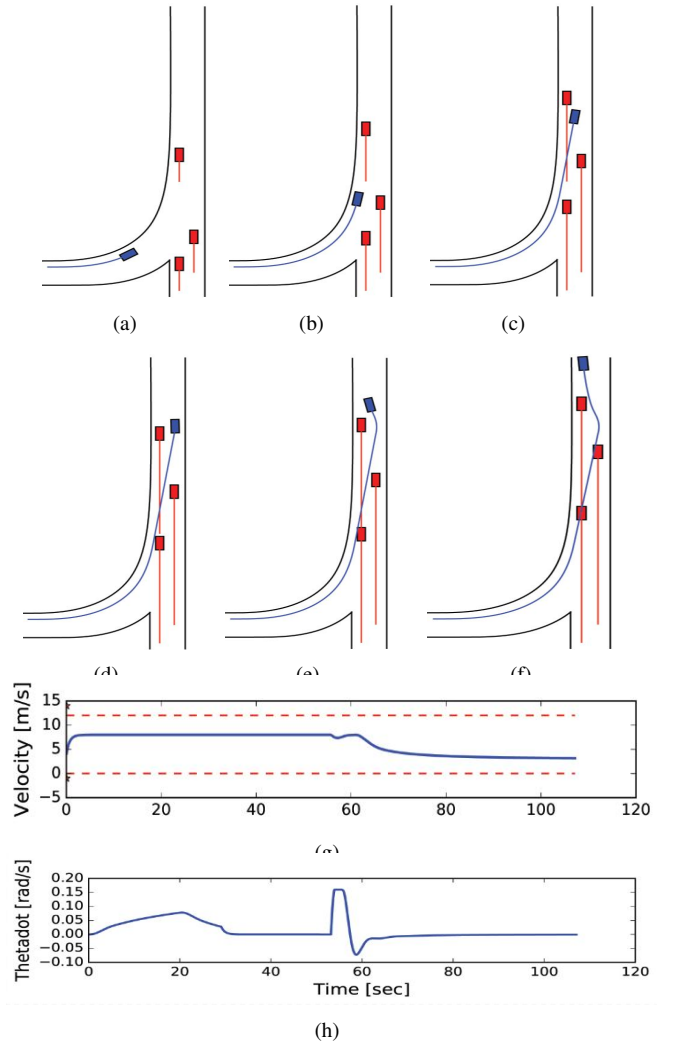 (a) (b) (c)
(d) (e) (f)
Velocity [m/s]
15
10
5
0
−5
0 20 40 60 80 100 120
(g)
Thetadot [rad/s]
0.20
0.15
0.10
0.05
0.00
−0.05
−0.10
0 20 40 60 80 100 120
Time [sec]
(h)